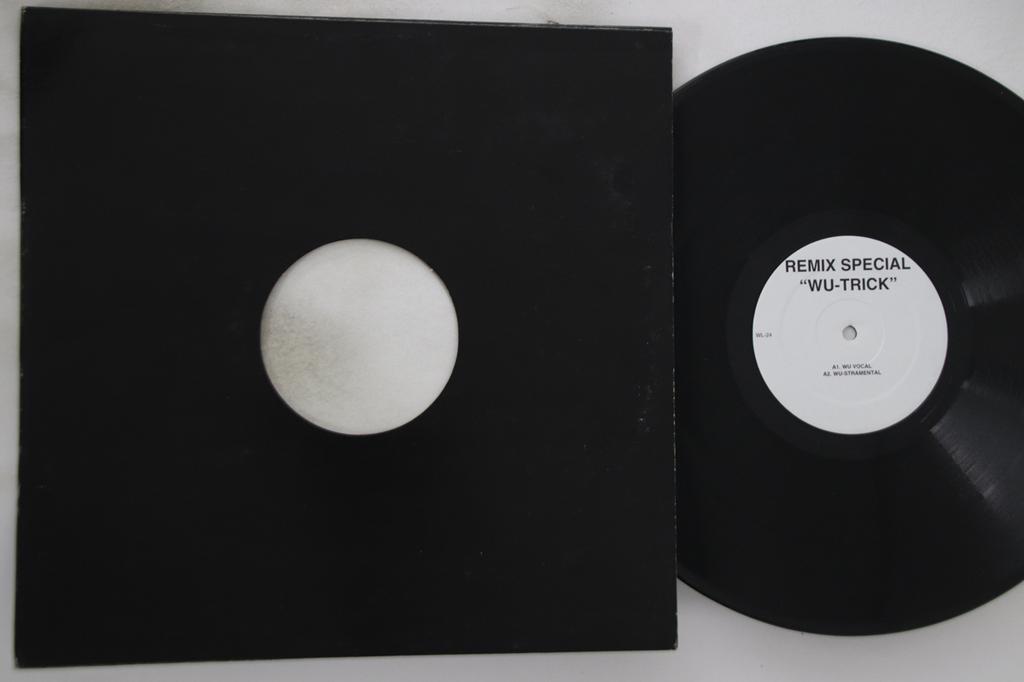 REMIX SPECIAL
“WU-TRICK”
WL-24
A1. WU VOCAL
A2. WU-STRAMENTAL